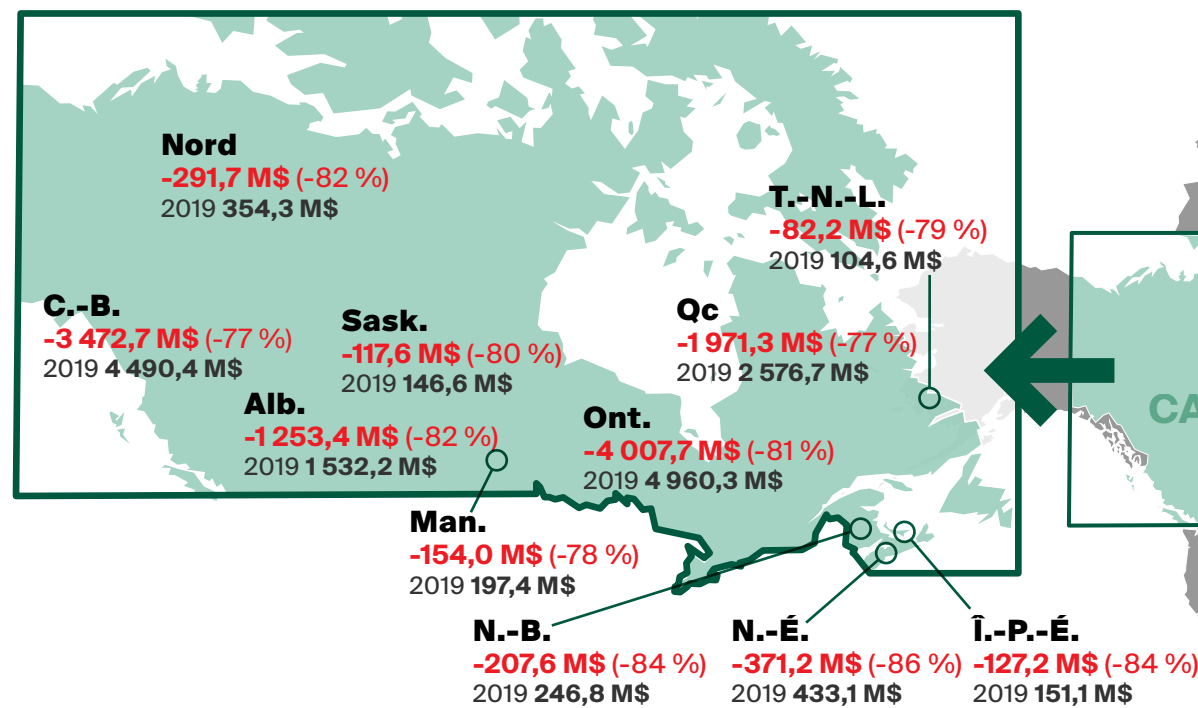 Nord
-291,7 M$ (-82 %)
2019 354,3 M$
T.-N.-L.
-82,2 M$ (-79 %)
2019 104,6 M$
C.-B.
-3 472,7 M$ (-77 %)
2019 4 490,4 M$
Sask.
-117,6 M$ (-80 %)
2019 146,6 M$
Qc
-1 971,3 M$ (-77 %)
2019 2 576,7 M$
Alb.
-1 253,4 M$ (-82 %)
2019 1 532,2 M$
Ont.
-4 007,7 M$ (-81 %)
2019 4 960,3 M$
CA
Man.
-154,0 M$ (-78 %)
2019 197,4 M$
N.-B.
-207,6 M$ (-84 %)
2019 246,8 M$
N.-É.
-371,2 M$ (-86 %)
2019 433,1 M$
Î.-P.-É.
-127,2 M$ (-84 %)
2019 151,1 M$